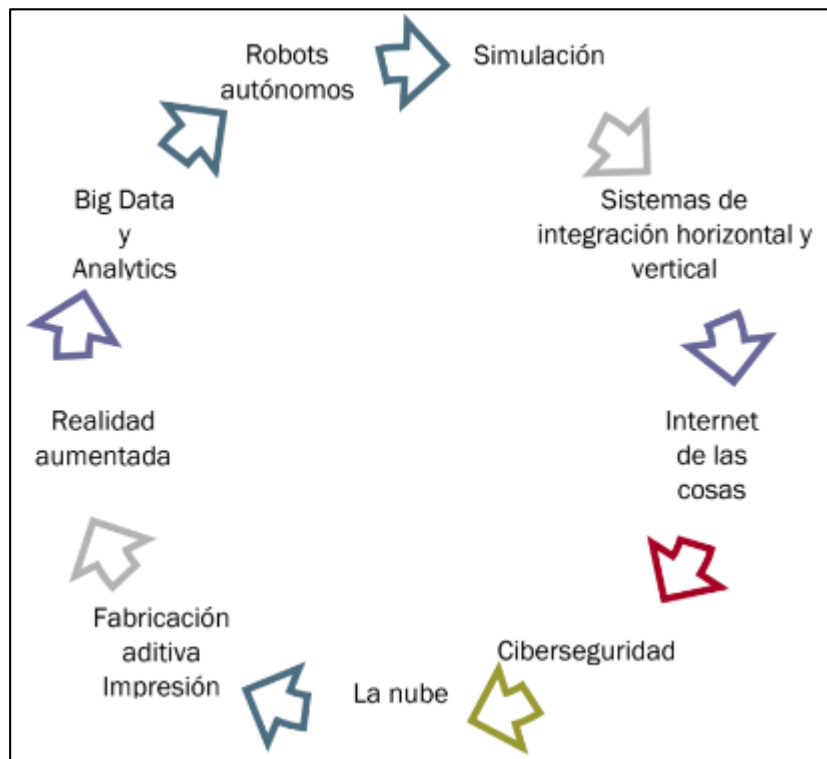 Robots
autónomos
Simulación
Sistemas de
integración horizontal y
vertical
Internet
de las
cosas
Ciberseguridad
La nube
Fabricación
aditiva
Impresión
Realidad
aumentada
Big Data
y
Analytics